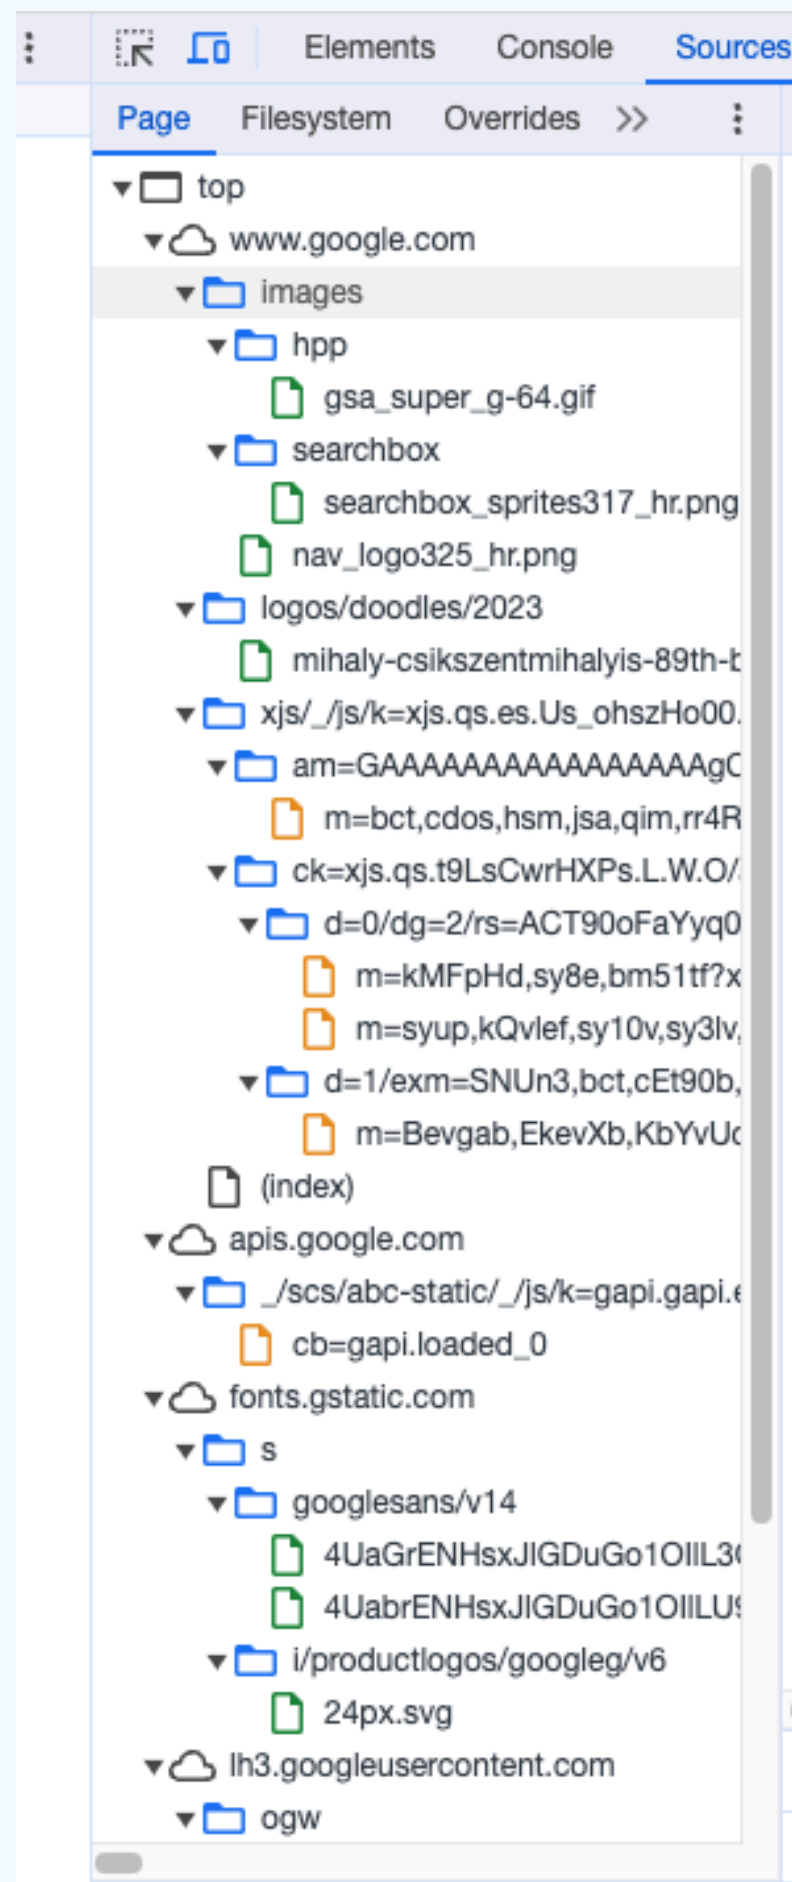 Elements Console Sources
Page Filesystem Overrides
top
www.google.com
images
hpp
gsa_super_g-64.gif
searchbox
searchbox_sprites317_hr.png
nav_logo325_hr.png
logos/doodles/2023
mihaly-csikszentmihalyis-89th-b
xjs/_/js/k=xjs.qs.es.Us_ohszHo00.
am=GAAAAAAAAAAAAAAAAgC
m=bct,cdos,hsm,jsa,qim,rr4R
ck=xjs.qs.t9LsCwrHXPs.L.W.O/
d=0/dg=2/rs=ACT90oFaYyq0
m=kMFpHd,sy8e,bm51tf?x
m=syup,kQvlef,sy10v,sy3lv,
d=1/exm=SNUn3,bct,cEt90b,
m=Bevgab,EkevXb,KbYvUc
(index)
apis.google.com
_/scs/abc-static/_/js/k=gapi.gapi.e
cb=gapi.loaded_0
fonts.gstatic.com
s
googlesans/v14
4UaGrENHsxJlGDuGo1OIlL3
4UabrENHsxJlGDuGo1OIlLU9
i/productlogos/googleg/v6
24px.svg
lh3.googleusercontent.com
ogw